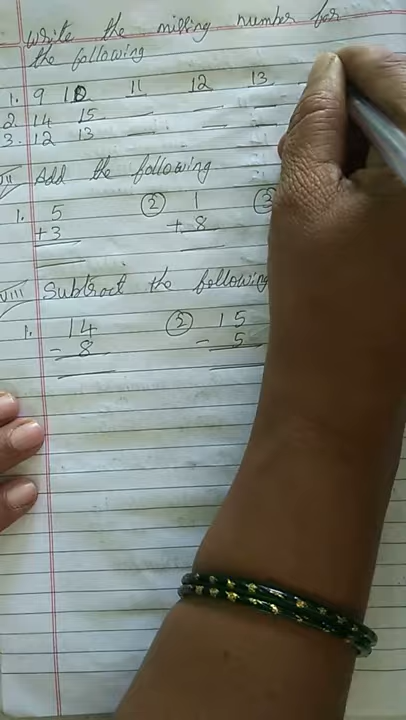 Write the missing number for
the following
1. 9 10 11 12 13
2. 14 15
3. 12 13
Add the following
1. 5 ② 1
+3 + 8
VIII Subtract the following
1. 14 ② 15
- 8 - 5